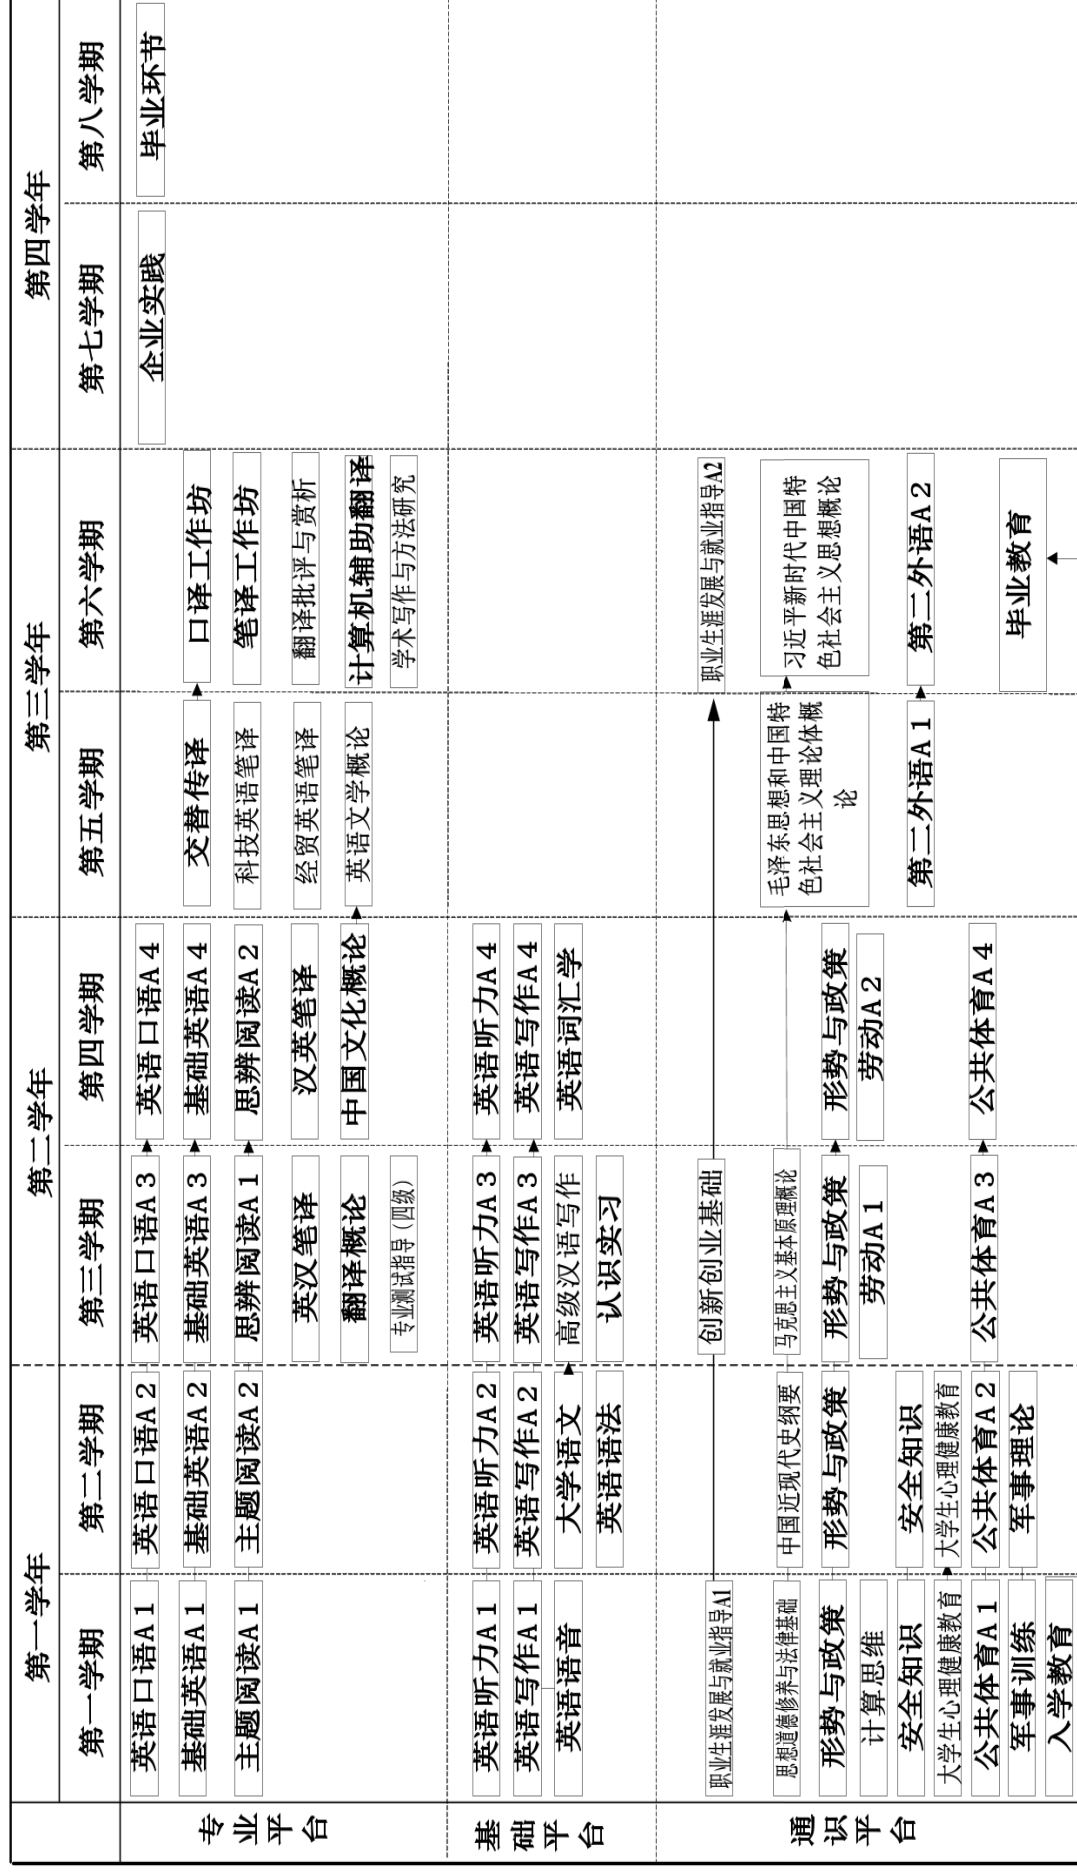 第一学年
第二学年
第三学年
第四学年
第一学期
第二学期
第三学期
第四学期
第五学期
第六学期
第七学期
第八学期
专业平台
英语口语A1
英语口语A2
英语口语A3
英语口语A4
企业实践
毕业环节
基础英语A1
基础英语A2
基础英语A3
基础英语A4
交替传译
口译工作坊
主题阅读A1
主题阅读A2
思辨阅读A1
思辨阅读A2
科技英语笔译
笔译工作坊
英汉笔译
汉英笔译
经贸英语笔译
翻译批评与赏析
翻译概论
中国文化概论
英语文学概论
计算机辅助翻译
专业测试指导（四级）
学术写作与方法研究
基础平台
英语听力A1
英语听力A2
英语听力A3
英语听力A4
英语写作A1
英语写作A2
英语写作A3
英语写作A4
英语语音
大学语文
高级汉语写作
英语词汇学
英语语法
认识实习
通识平台
职业生涯发展与就业指导A1
创新创业基础
职业生涯发展与就业指导A2
思想道德修养与法律基础
中国近现代史纲要
马克思主义基本原理概论
毛泽东思想和中国特
色社会主义理论体概
论
习近平新时代中国特
色社会主义思想概论
形势与政策
形势与政策
形势与政策
形势与政策
计算思维
劳动A1
劳动A2
安全知识
安全知识
第二外语A1
第二外语A2
大学生心理健康教育
大学生心理健康教育
公共体育A1
公共体育A2
公共体育A3
公共体育A4
军事训练
军事理论
入学教育
毕业教育